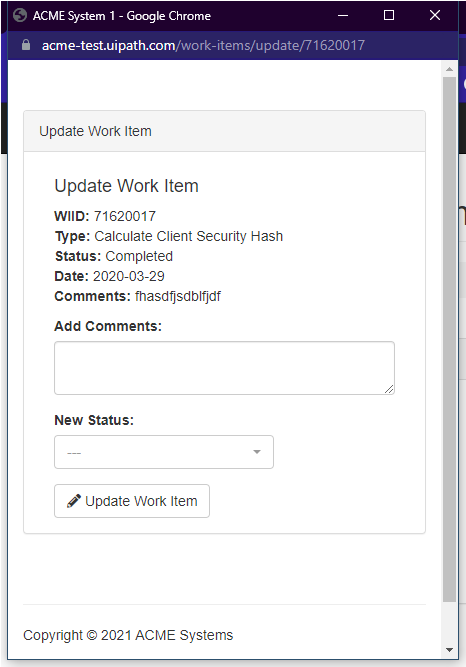 ACME System 1 - Google Chrome
acme-test.uipath.com/work-items/update/71620017
Update Work Item
Update Work Item
WIID: 71620017
Type: Calculate Client Security Hash
Status: Completed
Date: 2020-03-29
Comments: fhasdfjsdblfjdf
Add Comments:
New Status:
---
Update Work Item
Copyright © 2021 ACME Systems